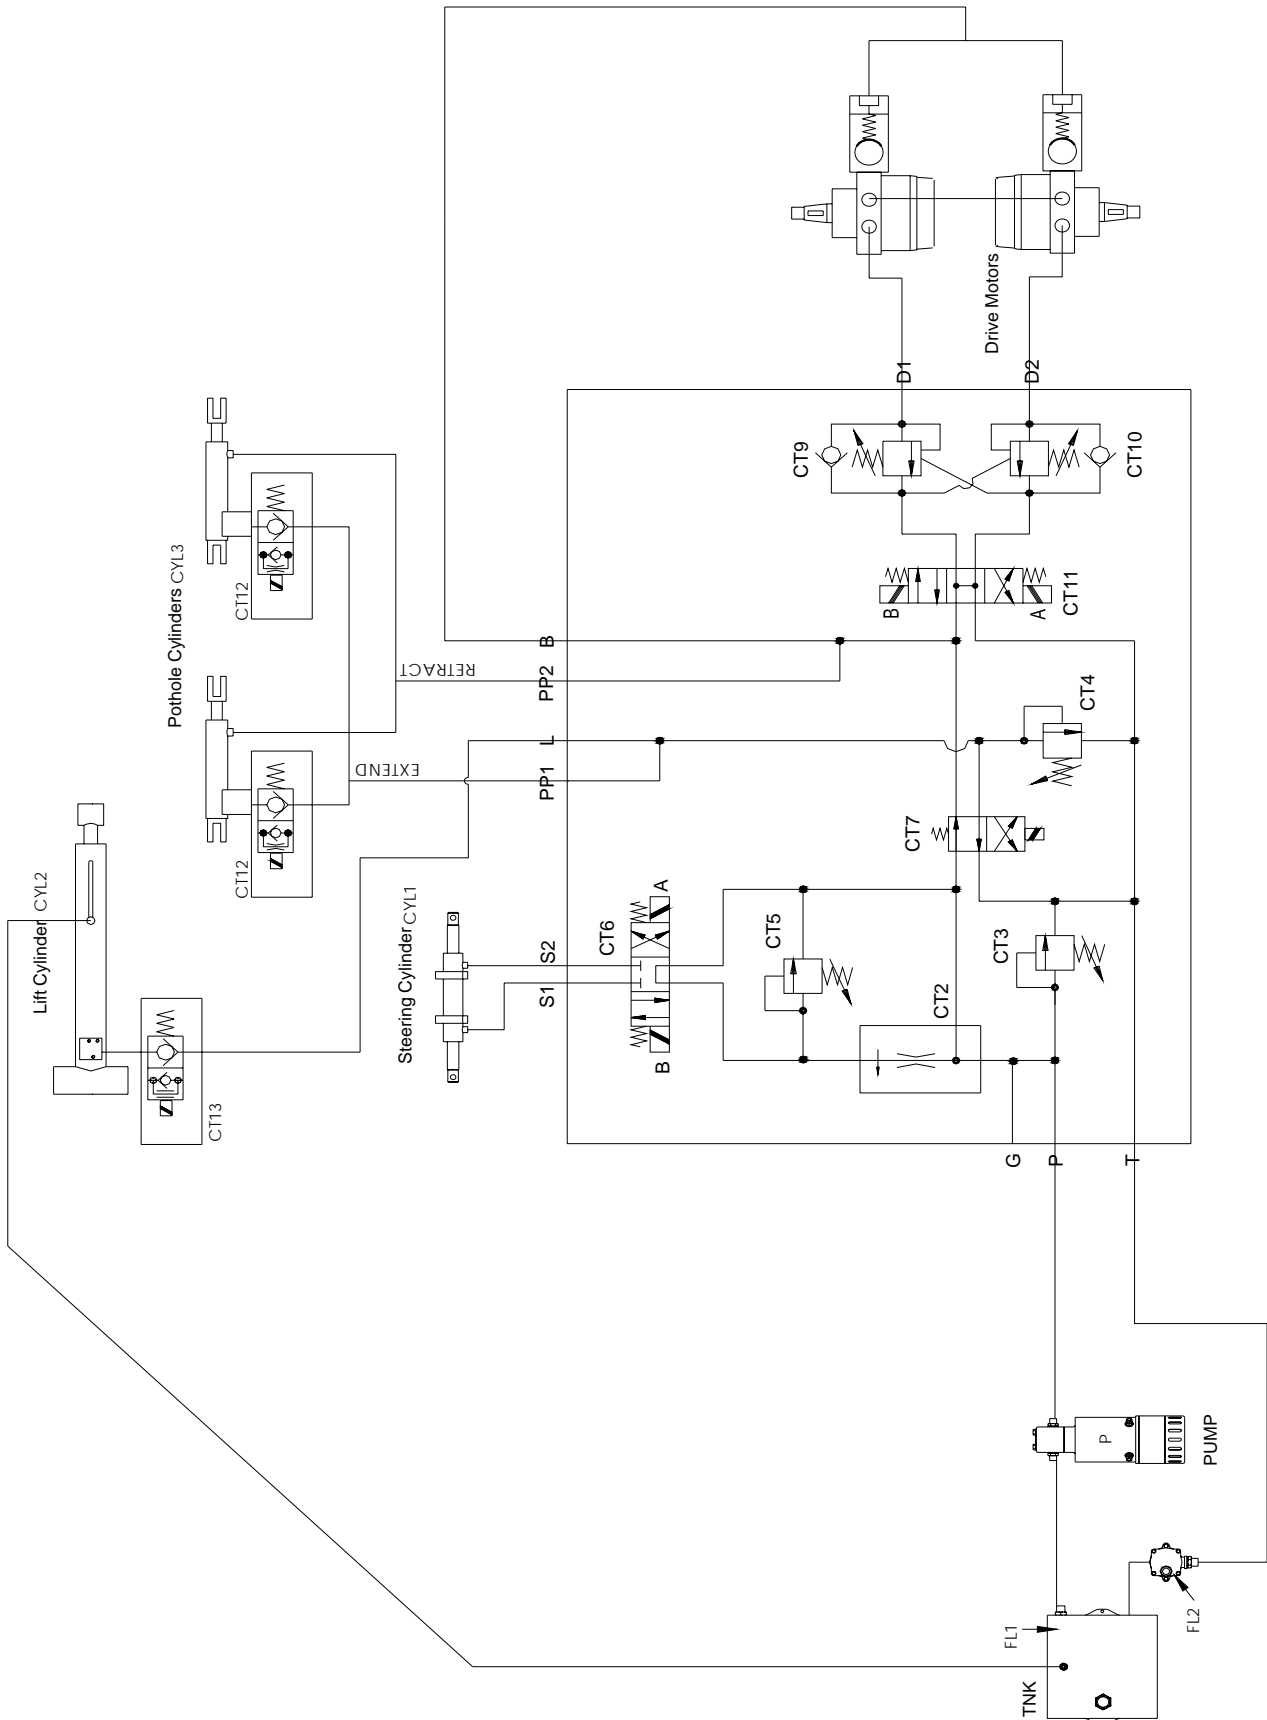 Drive Motors
D1
D2
CT9
CT10
Pothole Cylinders CYL3
CT12
CT12
RETRACT
EXTEND
B
PP2
L
PP1
B
A
CT11
CT4
CT7
Lift Cylinder CYL2
CT13
Steering Cylinder CYL1
S2
S1
CT6
A
B
CT5
CT2
CT3
G
P
T
P
PUMP
FL1
FL2
TNK